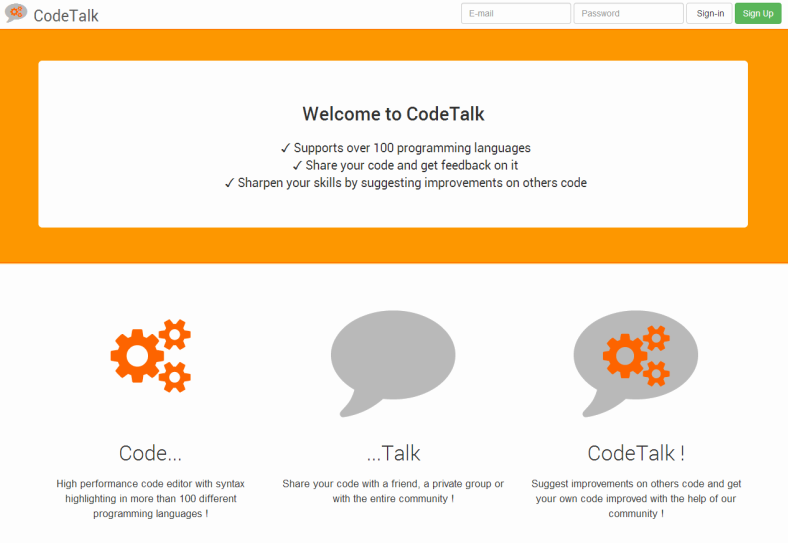 CodeTalk
E-mail
Password
Sign-in
Sign Up
Welcome to CodeTalk
✓ Supports over 100 programming languages
✓ Share your code and get feedback on it
✓ Sharpen your skills by suggesting improvements on others code
Code...
High performance code editor with syntax
highlighting in more than 100 different
programming languages !
...Talk
Share your code with a friend, a private group or
with the entire community !
CodeTalk !
Suggest improvements on others code and get
your own code improved with the help of our
community !